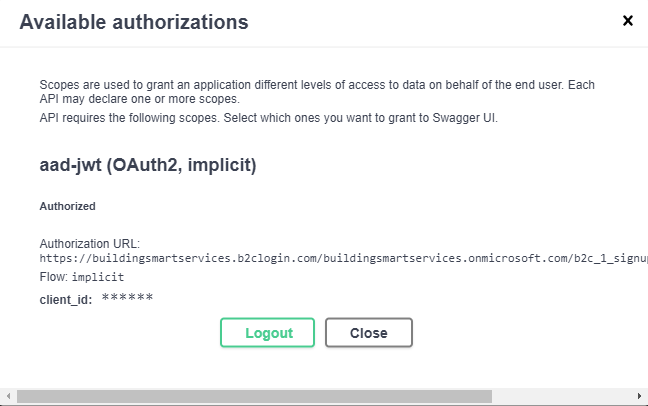 Available authorizations
Scopes are used to grant an application different levels of access to data on behalf of the end user. Each
API may declare one or more scopes.
API requires the following scopes. Select which ones you want to grant to Swagger UI.
aad-jwt (OAuth2, implicit)
Authorized
Authorization URL:
https://buildingsmartservices.b2clogin.com/buildingsmartservices.onmicrosoft.com/b2c_1_signup
Flow: implicit
client_id: ******
Logout Close